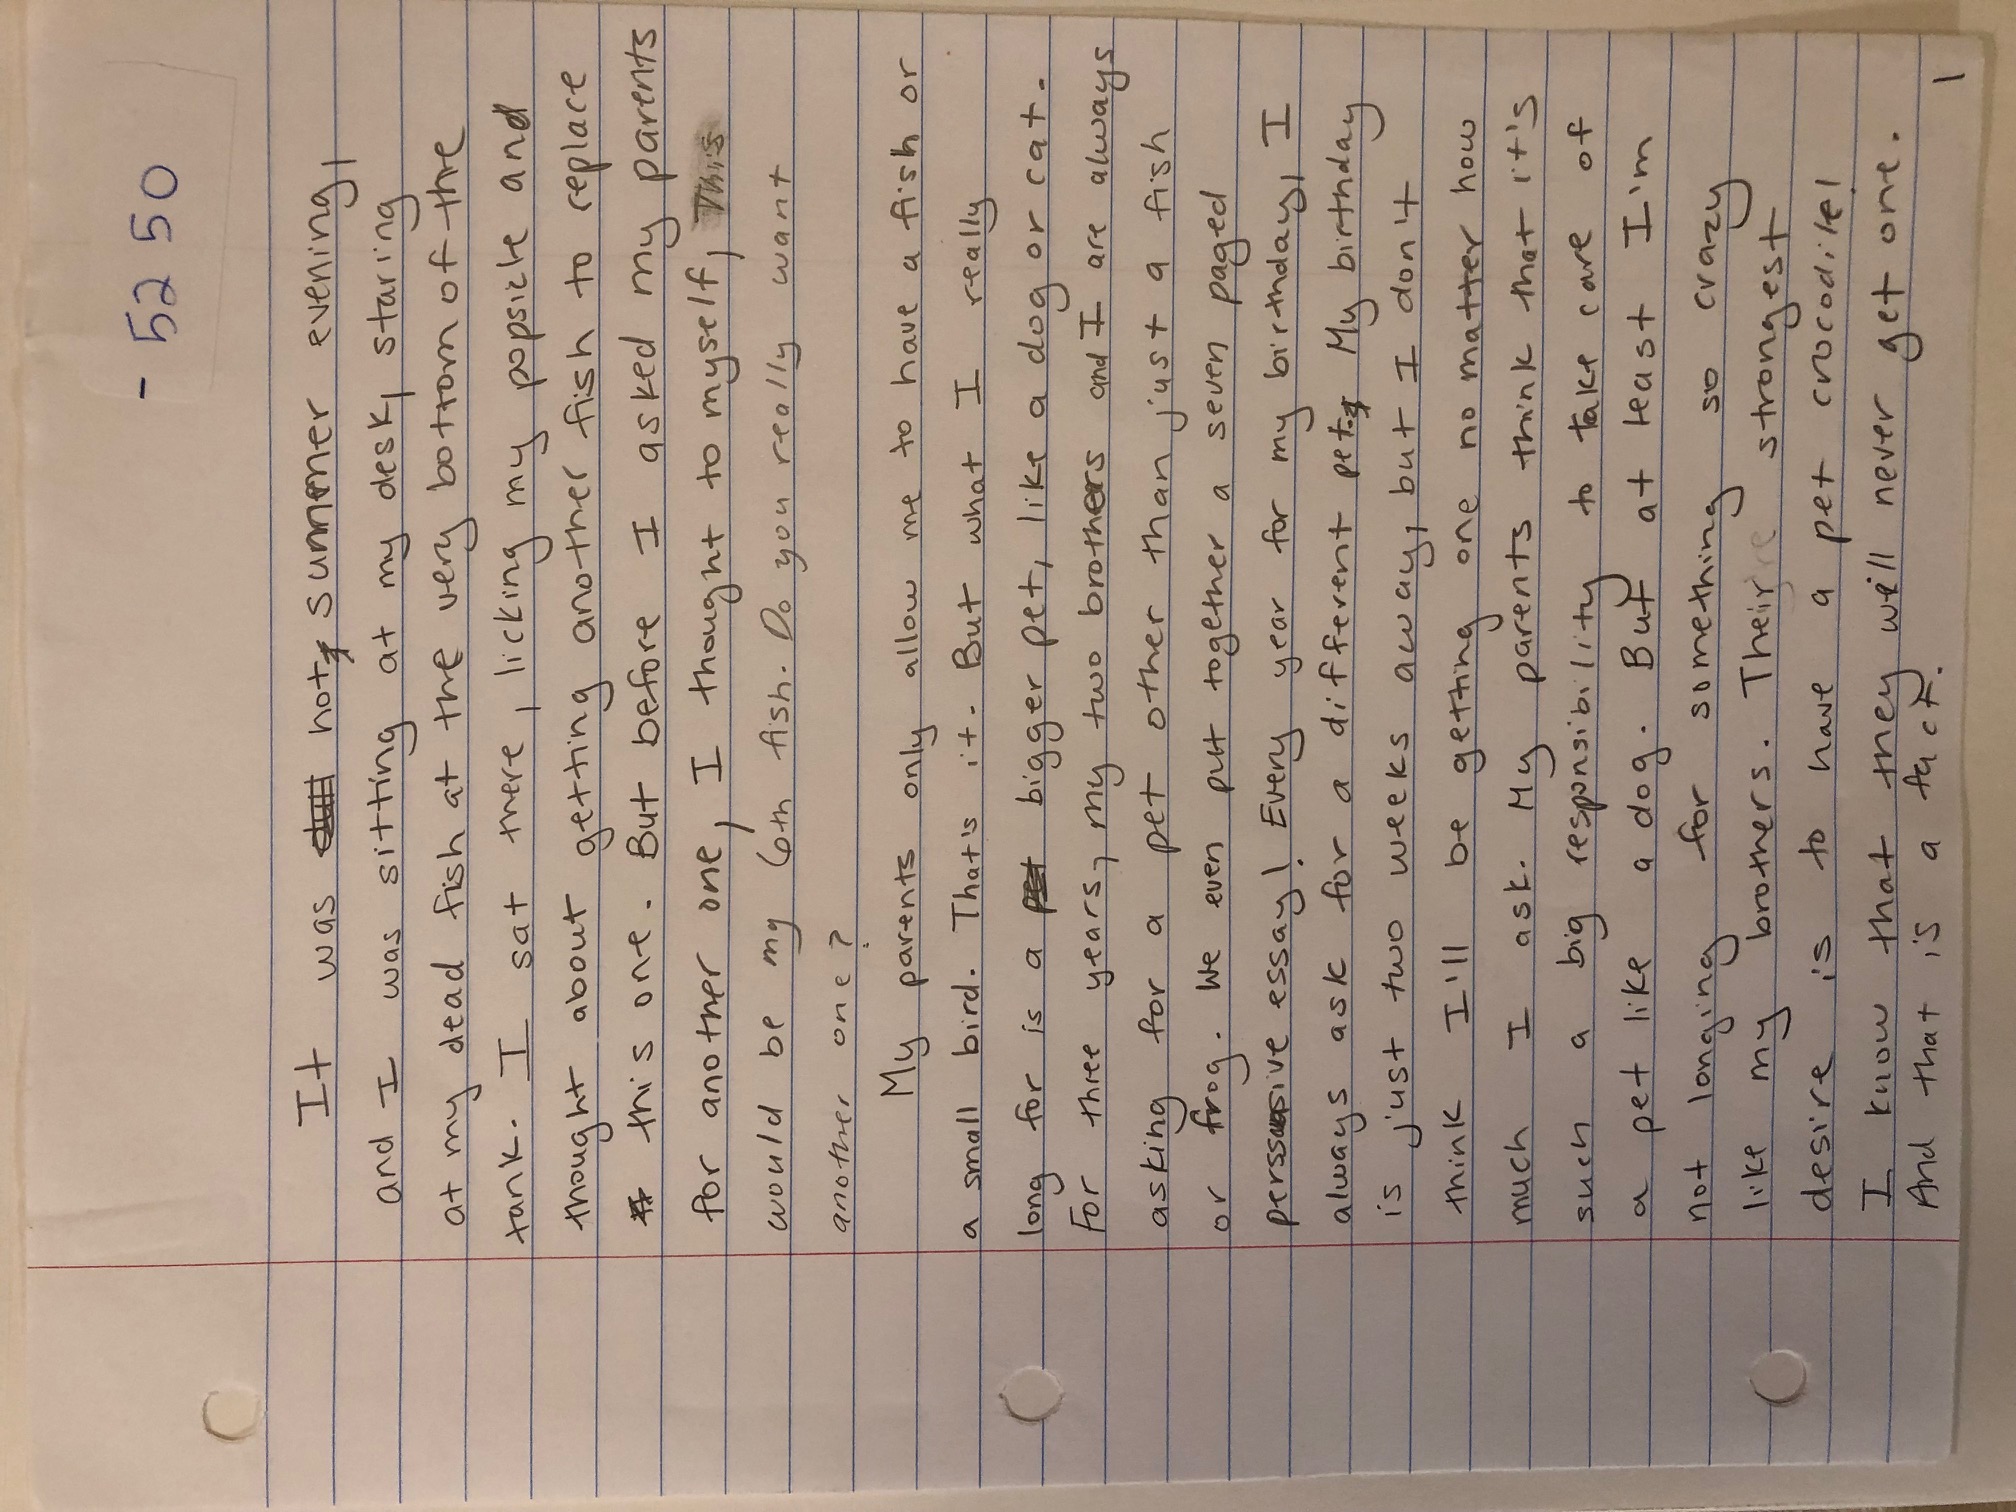 - 52 50
It was hot, summer evening,
and I was sitting at my desk, staring
at my dead fish at the very bottom of the
tank. I sat there, licking my popsicle and
thought about getting another fish to replace
this one. But before I asked my parents
for another one, I thought to myself, This
would be my 6th fish. Do you really want
another one?
My parents only allow me to have a fish or
a small bird. That's it. But what I really
long for is a pet bigger pet, like a dog or cat.
For three years, my two brothers and I are always
asking for a pet other than just a fish
or frog. We even put together a seven paged
perssuasive essay! Every year for my birthday, I
always ask for a different pet. My birthday
is just two weeks away, but I don't
think I'll be getting one no matter how
much I ask. My parents think that it's
such a big responsibility to take care of
a pet like a dog. But at least I'm
not longing for something so crazy
like my brothers. Their strongest
desire is to have a pet crocodile!
I know that they will never get one.
And that is a fact.
1